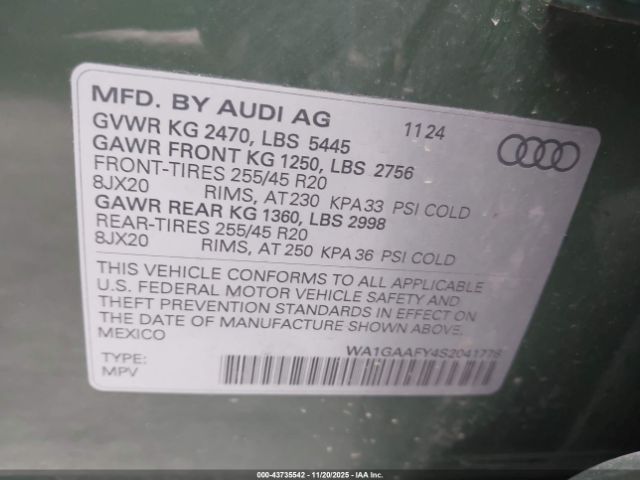 MFD. BY AUDI AG 11 24
GVWR KG 2470, LBS 5445
GAWR FRONT KG 1250, LBS 2756
FRONT-TIRES 255/45 R20
8JX20 RIMS, AT 230 KPA 33 PSI COLD
GAWR REAR KG 1360, LBS 2998
REAR-TIRES 255/45 R20
8JX20 RIMS, AT 250 KPA 36 PSI COLD
THIS VEHICLE CONFORMS TO ALL APPLICABLE
U.S. FEDERAL MOTOR VEHICLE SAFETY AND
THEFT PREVENTION STANDARDS IN EFFECT ON
THE DATE OF MANUFACTURE SHOWN ABOVE.
MEXICO
WA1GAAFY4S2041778
TYPE:
MPV
000-43735542 - 11/20/2025 - IAA Inc.